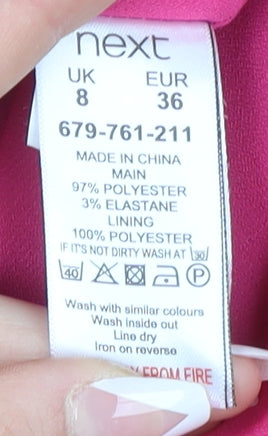 next
UK EUR
8 36
679-761-211
MADE IN CHINA
MAIN
97% POLYESTER
3% ELASTANE
LINING
100% POLYESTER
IF IT'S NOT DIRTY WASH AT 30
40 P
Wash with similar colours
Wash inside out
Line dry
Iron on reverse
FROM FIRE